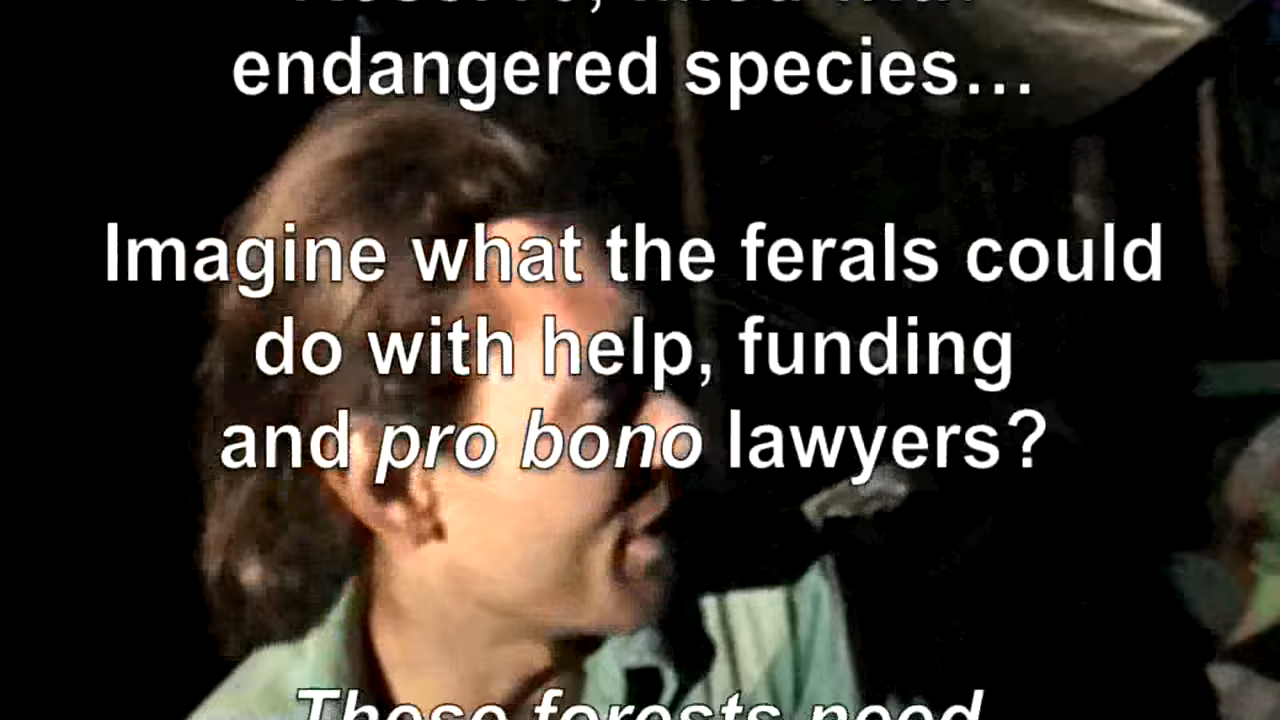 endangered species…
Imagine what the ferals could
do with help, funding
and pro bono lawyers?
These forests need